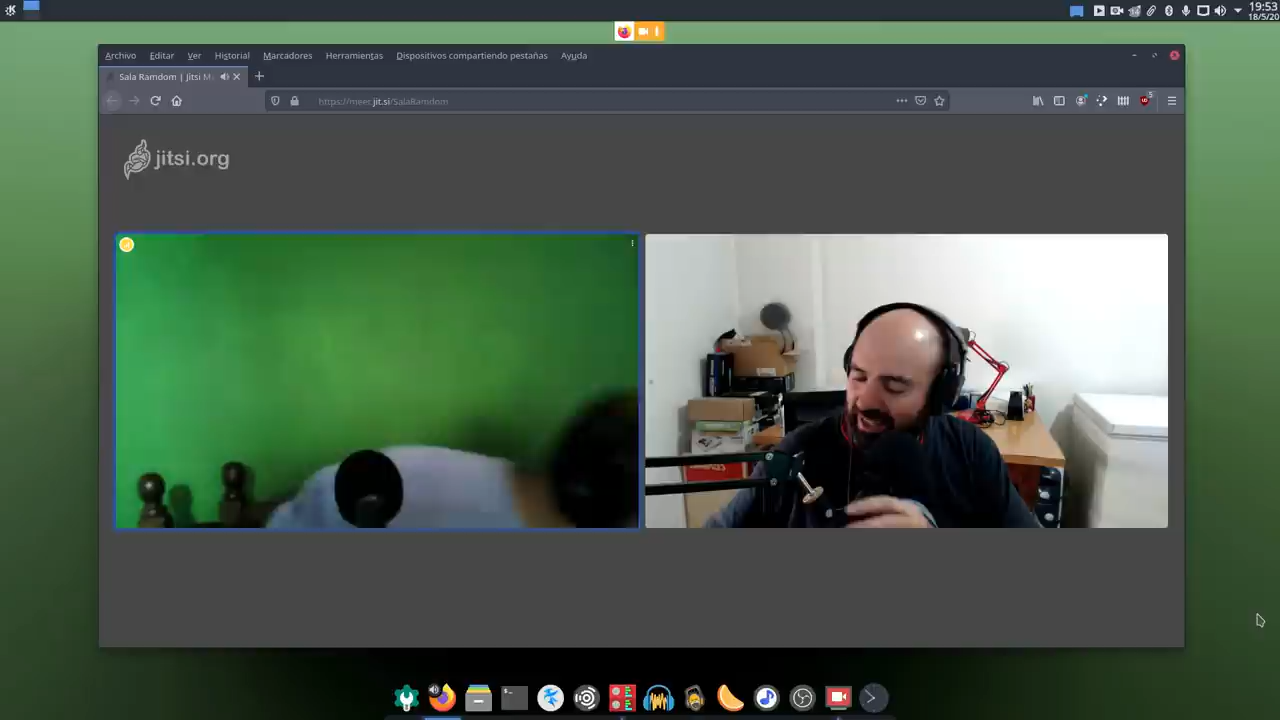 19:53
18/5/20
Archivo Editar Ver Historial Marcadores Herramientas Dispositivos compartiendo pestañas Ayuda
Sala Ramdom | Jitsi M
https://meet.jit.si/SalaRamdom
5
jitsi.org